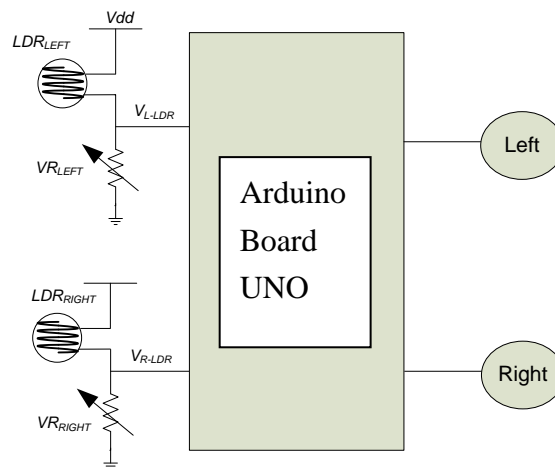 Vdd
LDRLEFT
VL-LDR
VRLEFT
Left
Arduino
Board
UNO
LDRRIGHT
VR-LDR
VRRIGHT
Right